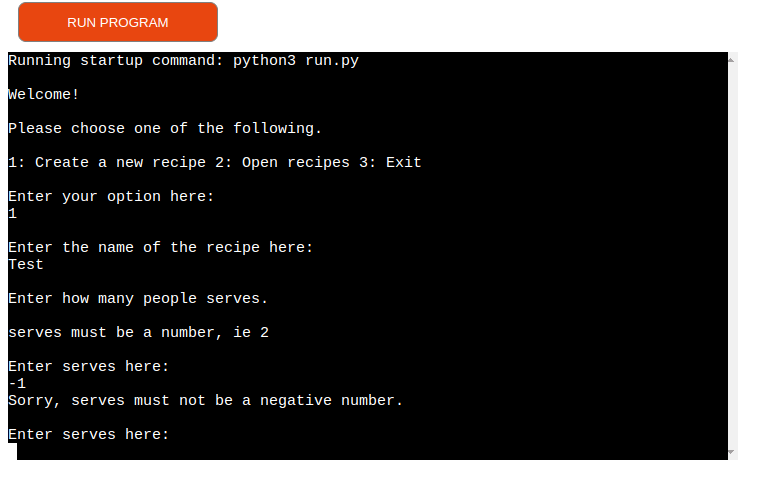 RUN PROGRAM
Running startup command: python3 run.py
Welcome!
Please choose one of the following.
1: Create a new recipe 2: Open recipes 3: Exit
Enter your option here:
1
Enter the name of the recipe here:
Test
Enter how many people serves.
serves must be a number, ie 2
Enter serves here:
-1
Sorry, serves must not be a negative number.
Enter serves here: